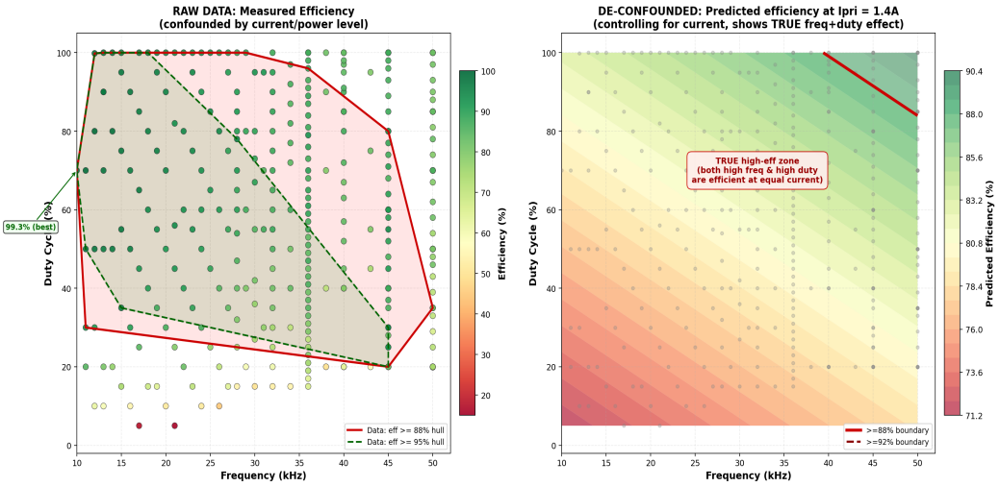 RAW DATA: Measured Efficiency
(confounded by current/power level)
100
80
60
40
20
0
Duty Cycle (%)
99.3% (best)
10
15
20
25
30
35
40
45
50
Frequency (kHz)
Data: eff >= 88% hull
Data: eff >= 95% hull
100
90
80
70
60
50
40
30
20
Efficiency (%)
DE-CONFOUNDED: Predicted efficiency at Ipri = 1.4A
(controlling for current, shows TRUE freq+duty effect)
100
80
60
40
20
0
Duty Cycle (%)
TRUE high-eff zone
(both high freq & high duty
are efficient at equal current)
10
15
20
25
30
35
40
45
50
Frequency (kHz)
>=88% boundary
>=92% boundary
90.4
88.0
85.6
83.2
80.8
78.4
76.0
73.6
71.2
Predicted Efficiency (%)